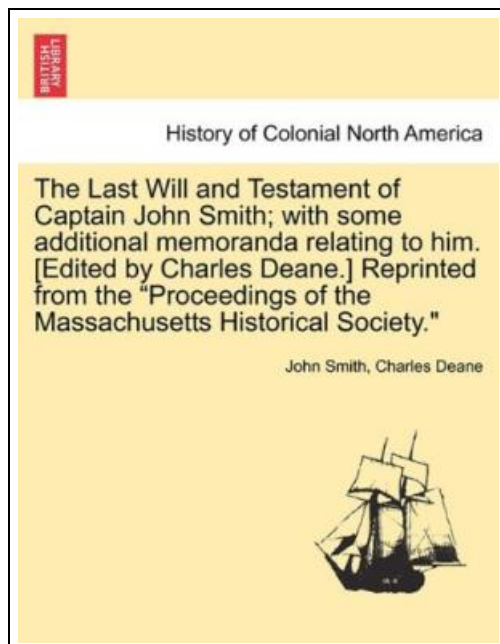 BRITISH
LIBRARY
History of Colonial North America
The Last Will and Testament of
Captain John Smith; with some
additional memoranda relating to him.
[Edited by Charles Deane.] Reprinted
from the "Proceedings of the
Massachusetts Historical Society."
John Smith, Charles Deane